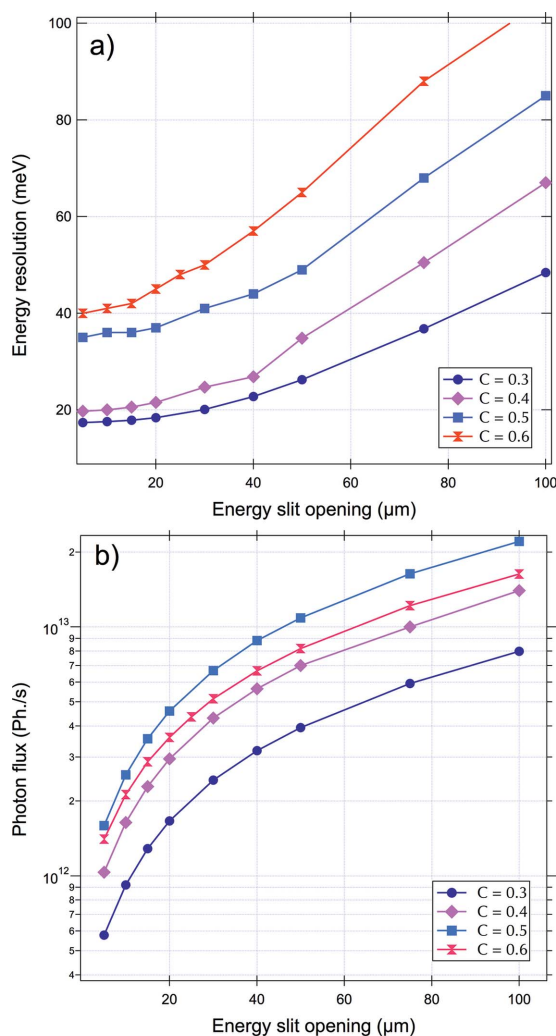 a)
100
80
60
40
20
Energy resolution (meV)
C = 0.3
C = 0.4
C = 0.5
C = 0.6
20
40
60
80
100
Energy slit opening (µm)
b)
2
10¹³
9
8
7
6
5
4
3
2
10¹²
9
8
7
6
5
4
Photon flux (Ph./s)
C = 0.3
C = 0.4
C = 0.5
C = 0.6
20
40
60
80
100
Energy slit opening (µm)